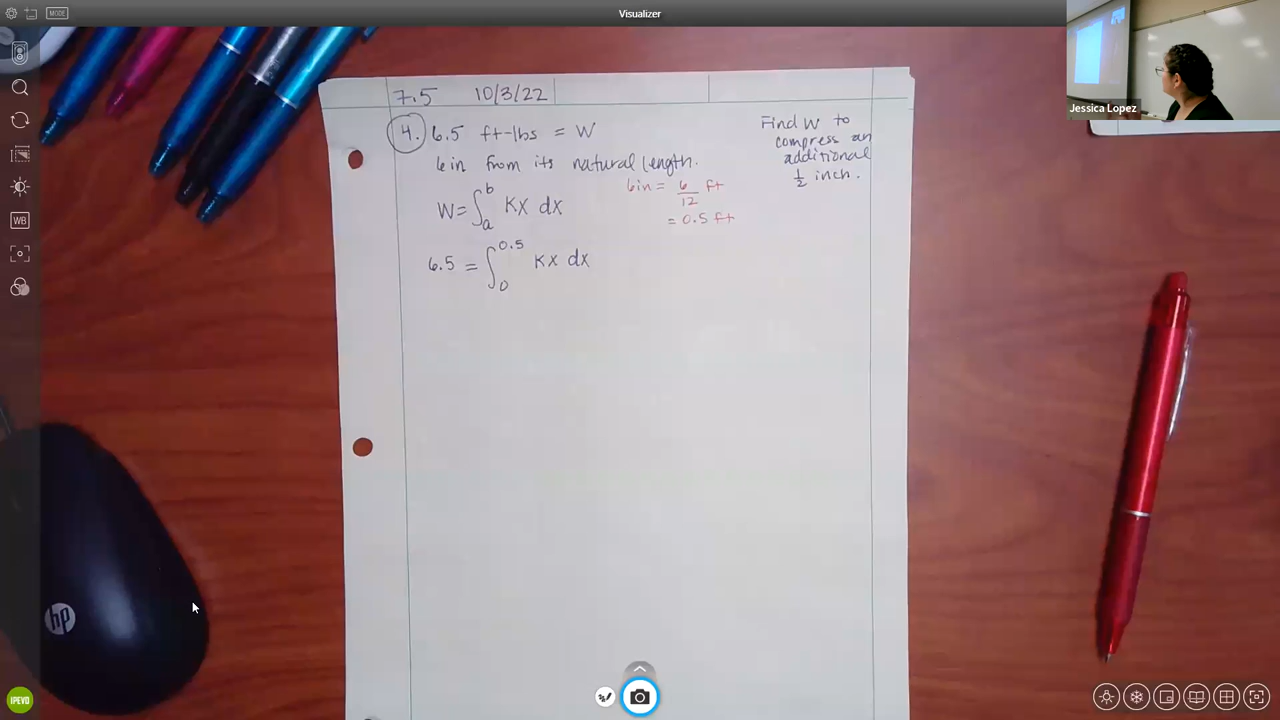 MODE
Visualizer
Jessica Lopez
WB
7.5 10/3/22
4. 6.5 ft-lbs = W
6in from its natural length.
W = ∫_a^b KX dx
6.5 = ∫_0^0.5 KX dx
6in = 6/12 ft
= 0.5 ft
Find W to
compress an
additional
1/2 inch.
hp
IPEVO